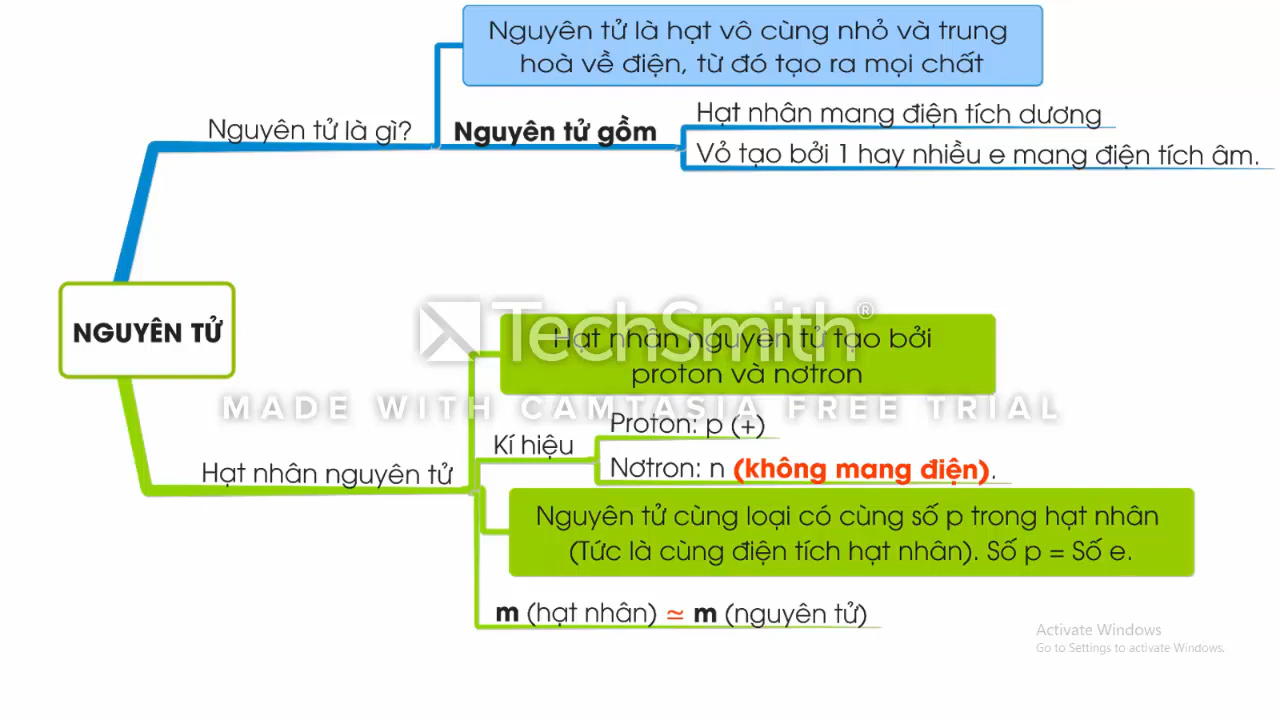 Nguyên tử là hạt vô cùng nhỏ và trung
hoà về điện, từ đó tạo ra mọi chất
Nguyên tử là gì?
Nguyên tử gồm
Hạt nhân mang điện tích dương
Vỏ tạo bởi 1 hay nhiều e mang điện tích âm.
NGUYÊN TỬ
TechSmith®
Hạt nhân nguyên tử tạo bởi
proton và nơtron
MADE WITH CAMTASIA FREE TRIAL
Hạt nhân nguyên tử
Kí hiệu
Proton: p (+)
Nơtron: n (không mang điện).
Nguyên tử cùng loại có cùng số p trong hạt nhân
(Tức là cùng điện tích hạt nhân). Số p = Số e.
m (hạt nhân) ≃ m (nguyên tử)
Activate Windows
Go to Settings to activate Windows.